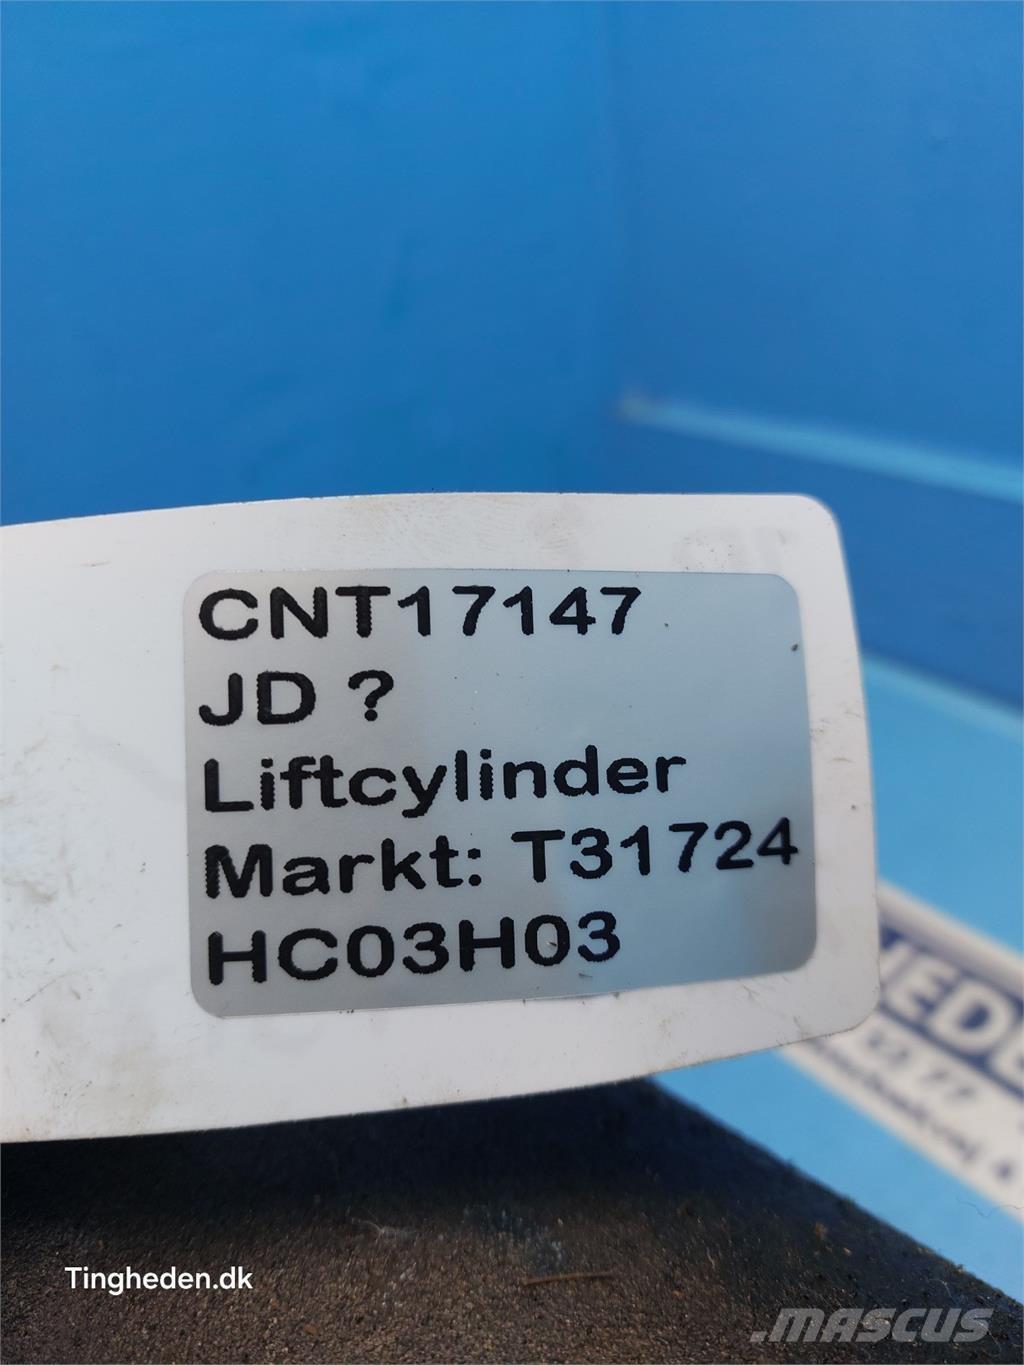 CNT17147
JD ?
Liftcylinder
Markt: T31724
HC03H03
Tingheden.dk
MASCUS